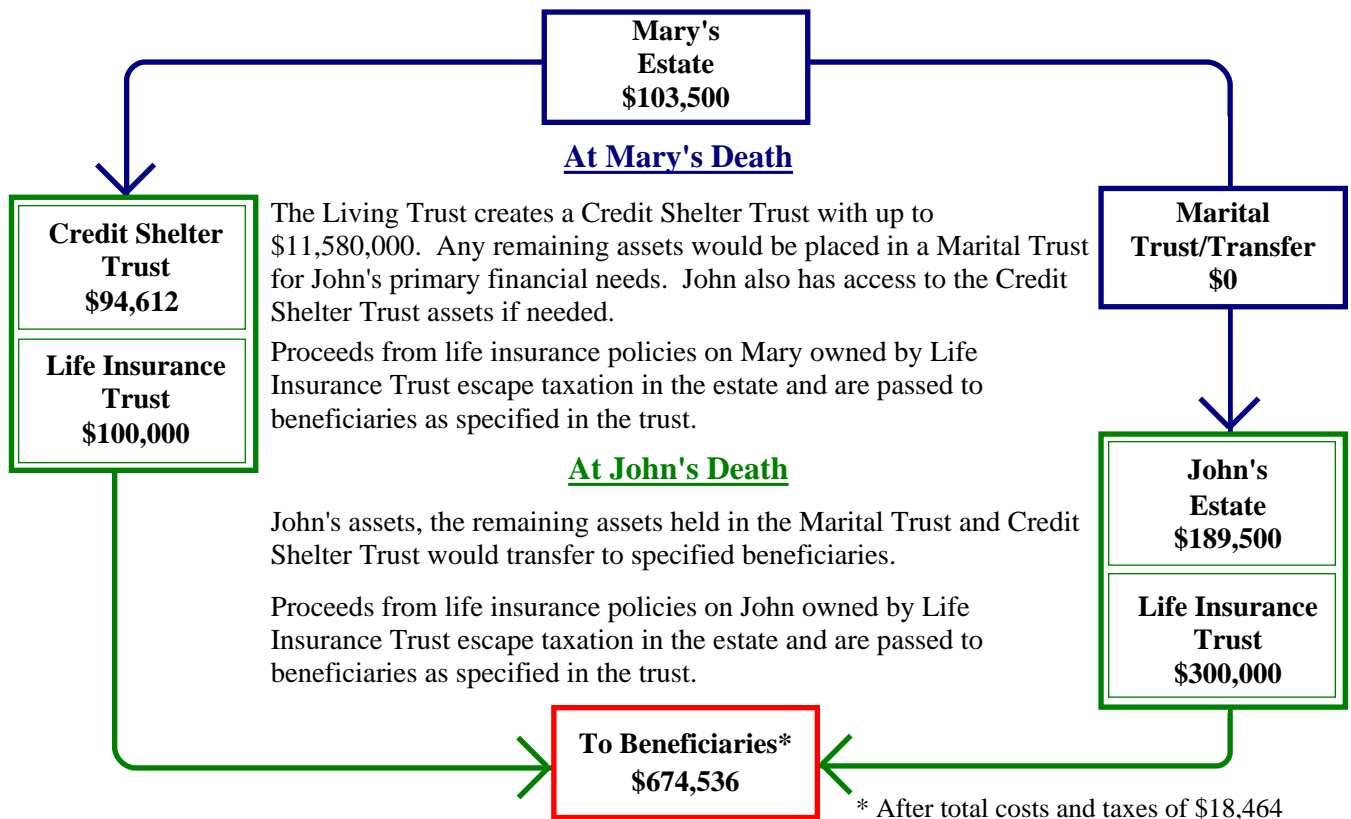 Mary's
Estate
$103,500
At Mary's Death
Credit Shelter
Trust
$94,612
Life Insurance
Trust
$100,000
The Living Trust creates a Credit Shelter Trust with up to
$11,580,000. Any remaining assets would be placed in a Marital Trust
for John's primary financial needs. John also has access to the Credit
Shelter Trust assets if needed.
Proceeds from life insurance policies on Mary owned by Life
Insurance Trust escape taxation in the estate and are passed to
beneficiaries as specified in the trust.
Marital
Trust/Transfer
$0
At John's Death
John's assets, the remaining assets held in the Marital Trust and Credit
Shelter Trust would transfer to specified beneficiaries.
Proceeds from life insurance policies on John owned by Life
Insurance Trust escape taxation in the estate and are passed to
beneficiaries as specified in the trust.
John's
Estate
$189,500
Life Insurance
Trust
$300,000
To Beneficiaries*
$674,536
* After total costs and taxes of $18,464